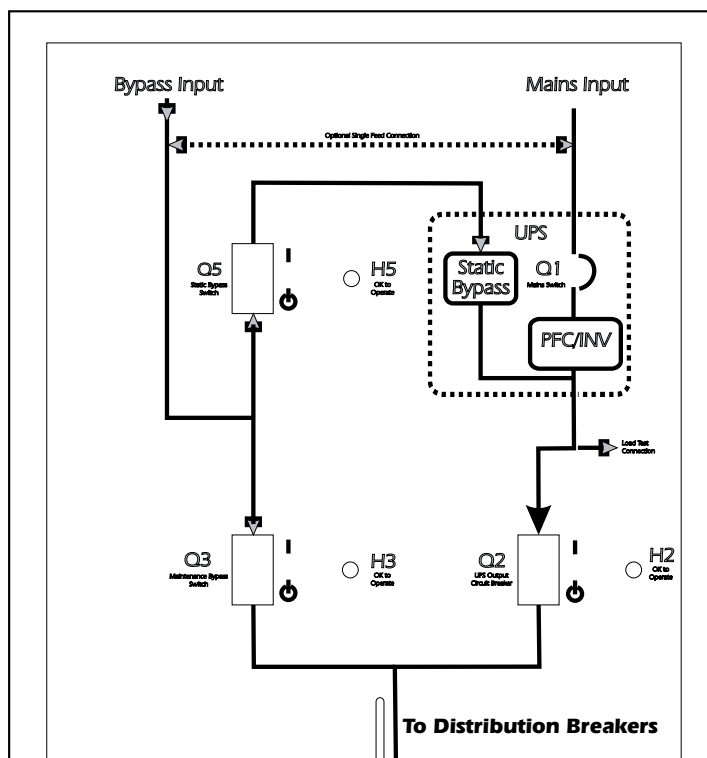 Bypass Input
Mains Input
Optional Single Feed Connection
UPS
Q5
Static Bypass
Switch
H5
OK to
Operate
Static
Bypass
Q1
Mains Switch
PFC/INV
Load Test
Connection
Q3
Maintenance Bypass
Switch
H3
OK to
Operate
Q2
UPS Output
Circuit Breaker
H2
OK to
Operate
To Distribution Breakers